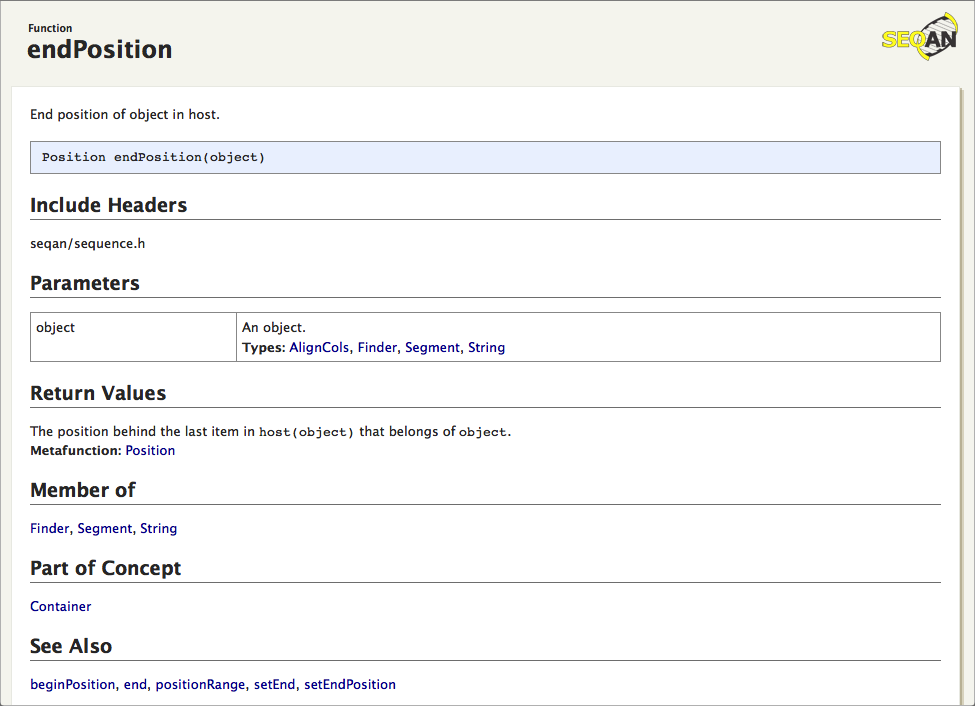 Function
endPosition
SEQAN
End position of object in host.
Position endPosition(object)
Include Headers
seqan/sequence.h
Parameters
object
An object.
Types: AlignCols, Finder, Segment, String
Return Values
The position behind the last item in host(object) that belongs of object.
Metafunction: Position
Member of
Finder, Segment, String
Part of Concept
Container
See Also
beginPosition, end, positionRange, setEnd, setEndPosition